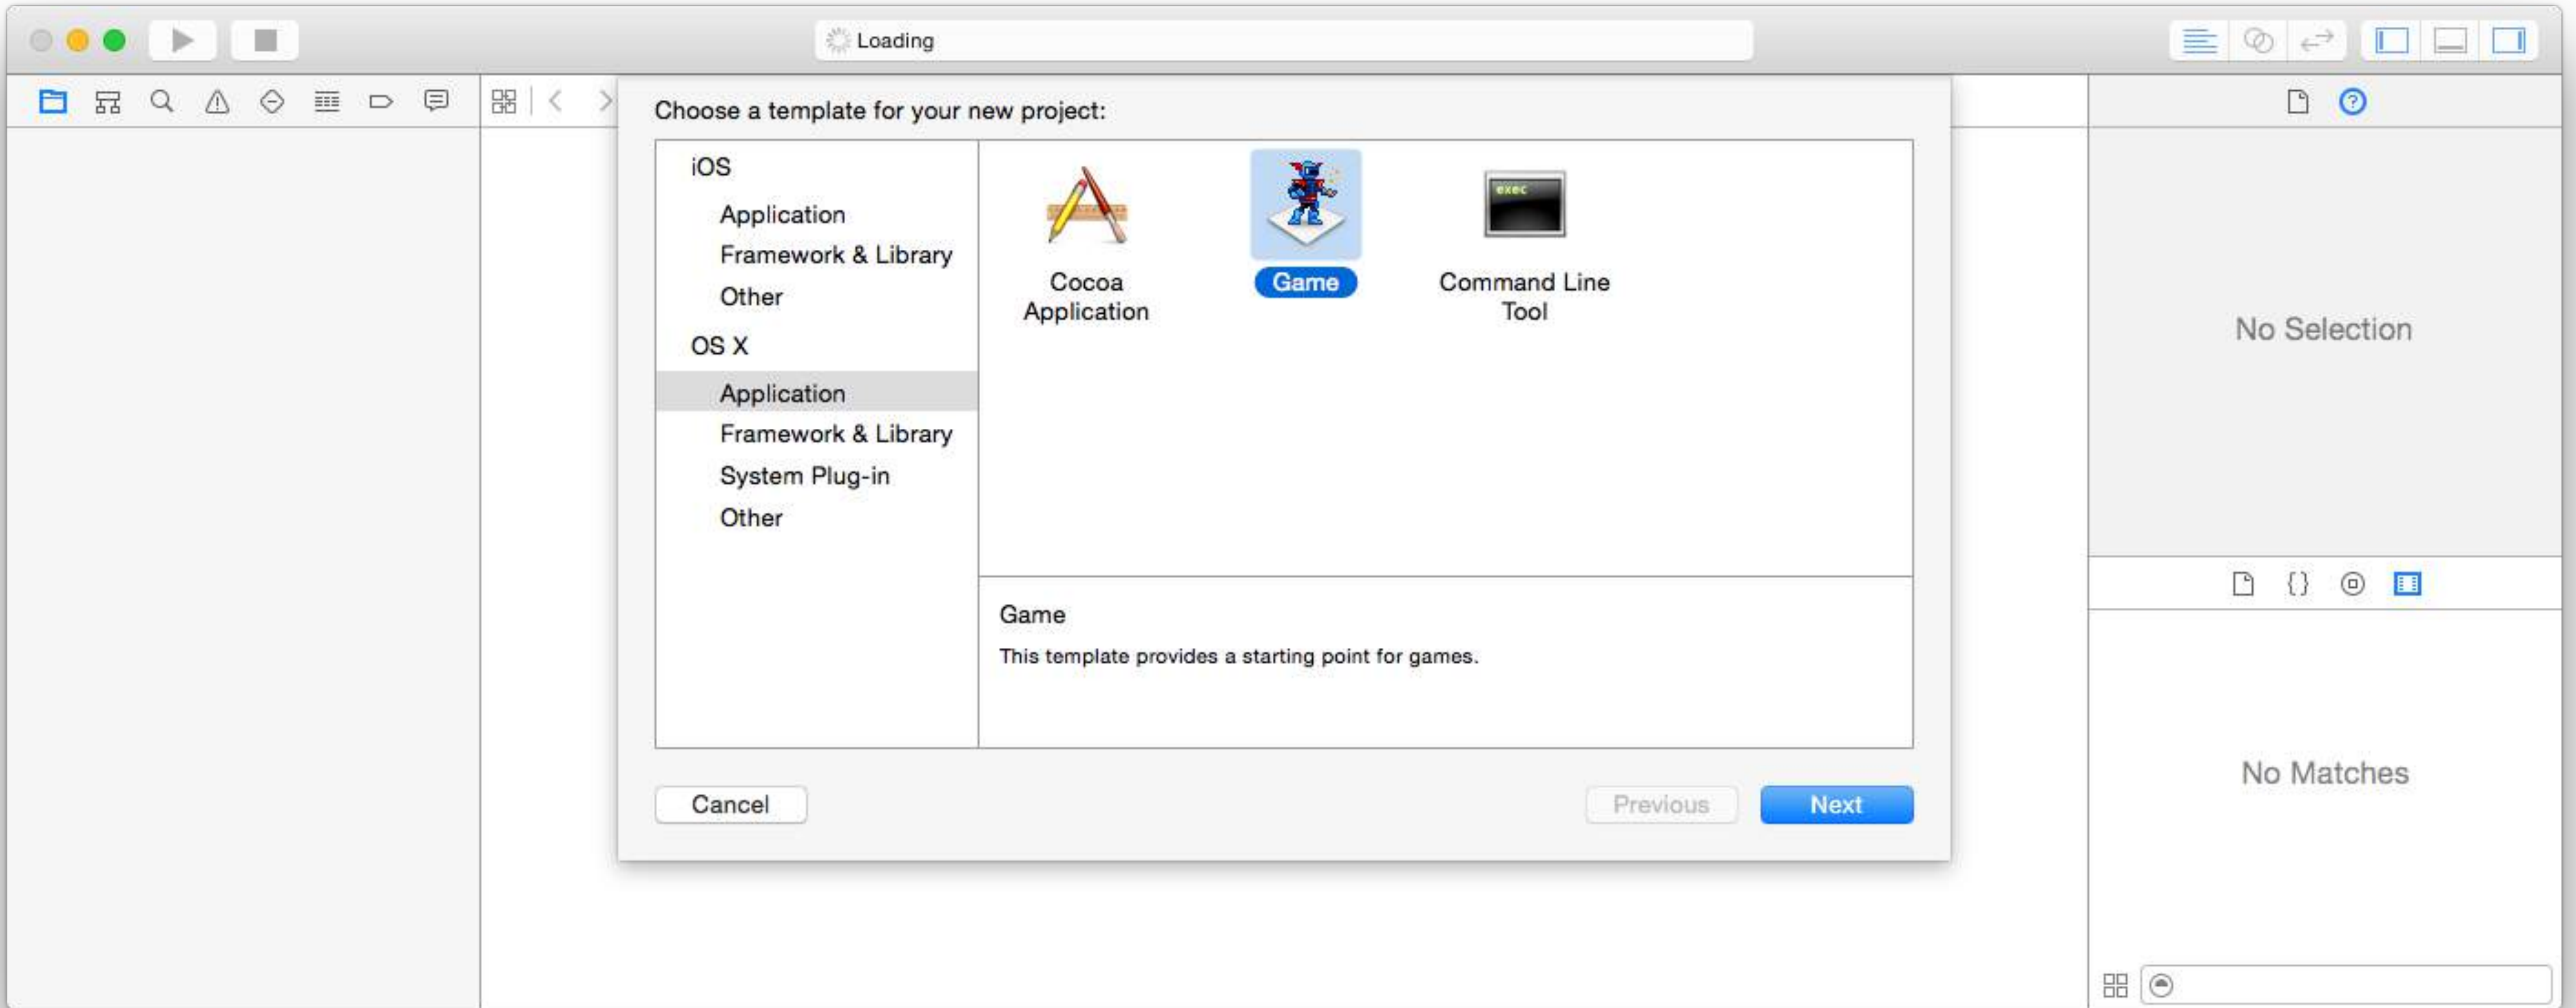 Loading
Choose a template for your new project:
iOS
Application
Framework & Library
Other
OS X
Application
Framework & Library
System Plug-in
Other
Cocoa
Application
Game
exec
Command Line
Tool
Game
This template provides a starting point for games.
Cancel
Previous
Next
No Selection
{}
No Matches